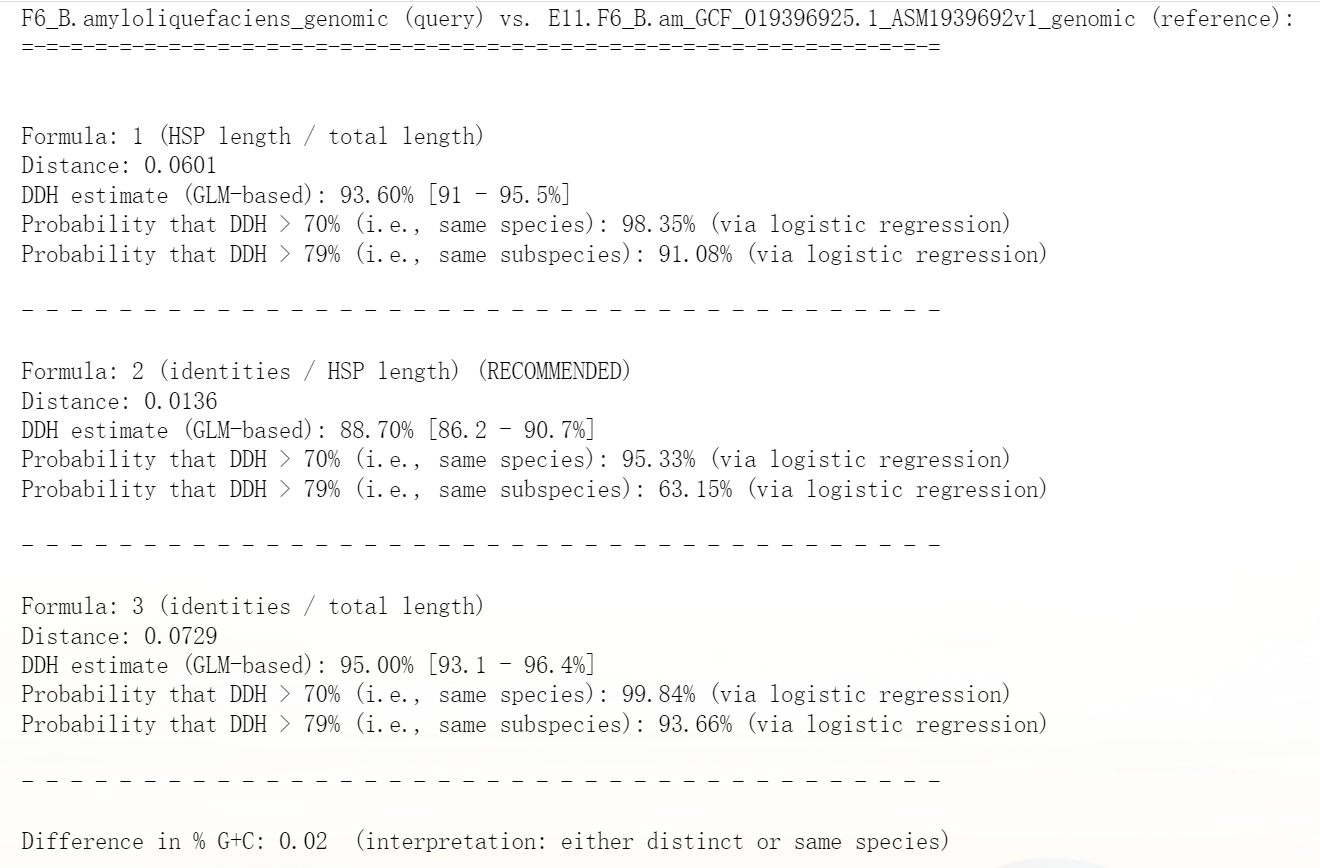 F6_B.amyloliquefaciens_genomic (query) vs. E11.F6_B.am_GCF_019396925.1_ASM1939692v1_genomic (reference):
=-=-=-=-=-=-=-=-=-=-=-=-=-=-=-=-=-=-=-=-=-=-=-=-=-=-=-=-=-=-=-=-=-=-=-=-=-=
Formula: 1 (HSP length / total length)
Distance: 0.0601
DDH estimate (GLM-based): 93.60% [91 - 95.5%]
Probability that DDH > 70% (i.e., same species): 98.35% (via logistic regression)
Probability that DDH > 79% (i.e., same subspecies): 91.08% (via logistic regression)
- - - - - - - - - - - - - - - - - - - - - - - - - - - - - - - - - - - - - -
Formula: 2 (identities / HSP length) (RECOMMENDED)
Distance: 0.0136
DDH estimate (GLM-based): 88.70% [86.2 - 90.7%]
Probability that DDH > 70% (i.e., same species): 95.33% (via logistic regression)
Probability that DDH > 79% (i.e., same subspecies): 63.15% (via logistic regression)
- - - - - - - - - - - - - - - - - - - - - - - - - - - - - - - - - - - - - -
Formula: 3 (identities / total length)
Distance: 0.0729
DDH estimate (GLM-based): 95.00% [93.1 - 96.4%]
Probability that DDH > 70% (i.e., same species): 99.84% (via logistic regression)
Probability that DDH > 79% (i.e., same subspecies): 93.66% (via logistic regression)
- - - - - - - - - - - - - - - - - - - - - - - - - - - - - - - - - - - - - -
Difference in % G+C: 0.02  (interpretation: either distinct or same species)